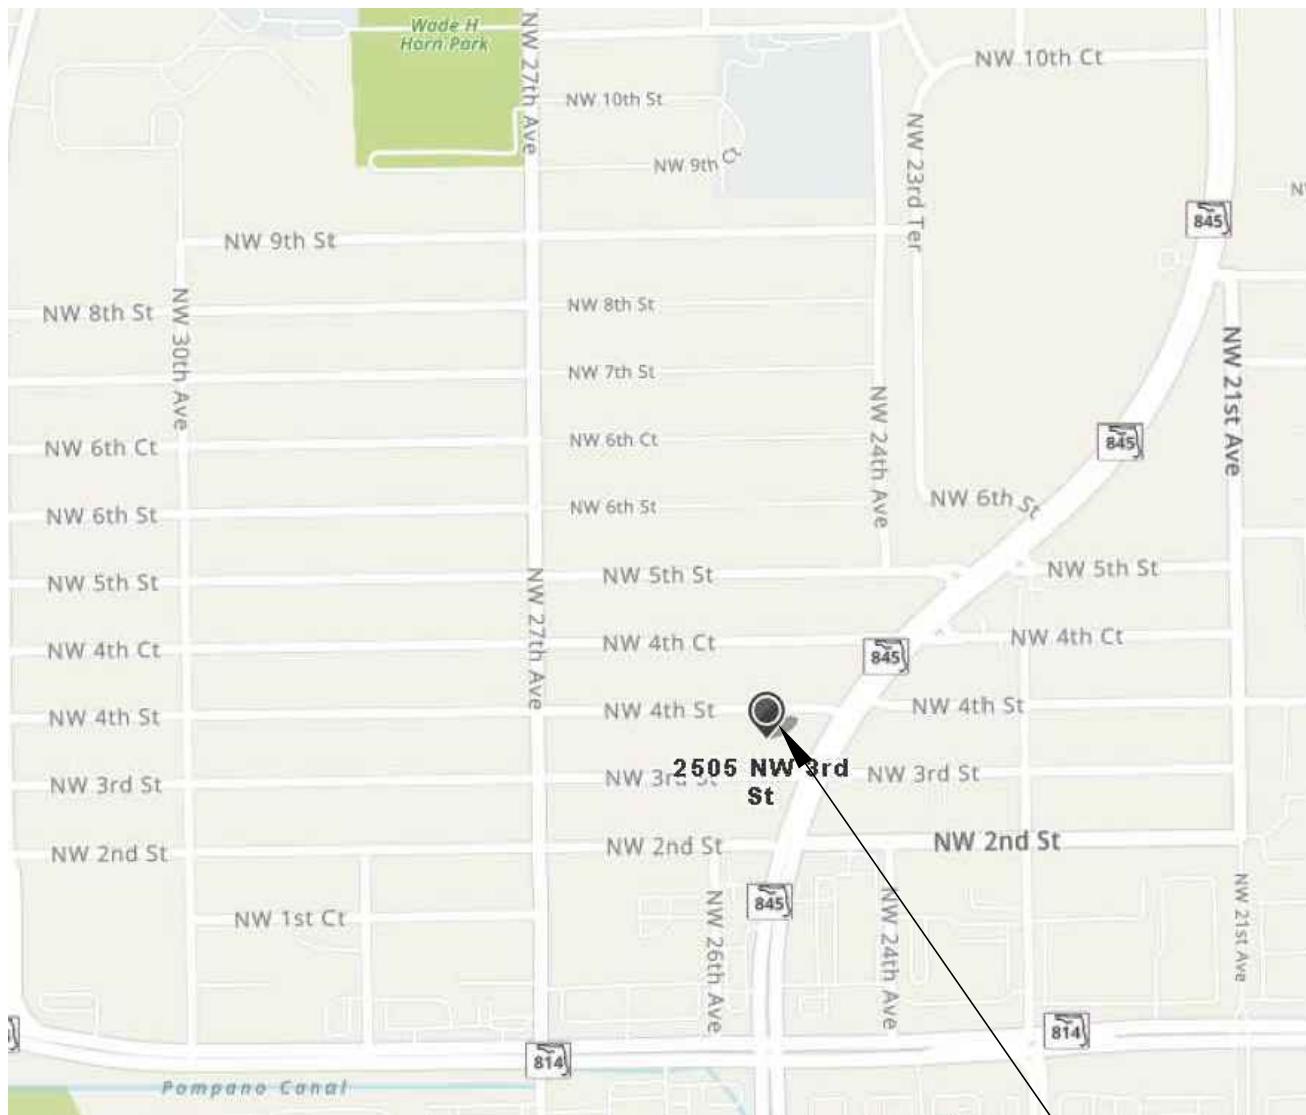 Wade H
Horn Park
NW 27th Ave
NW 10th Ct
NW 10th St
NW 23rd Ter
NW 9th Ct
845
NW 9th St
NW 8th St
NW 8th St
NW 30th Ave
NW 21st Ave
NW 7th St
NW 24th Ave
NW 6th Ct
NW 6th Ct
845
NW 6th St
NW 6th St
NW 6th St
NW 5th St
NW 5th St
NW 5th St
NW 27th Ave
NW 4th Ct
NW 4th Ct
NW 4th Ct
845
NW 4th St
NW 4th St
NW 4th St
NW 3rd St
2505 NW 3rd
St
NW 3rd St
NW 2nd St
NW 2nd St
NW 2nd St
845
NW 26th Ave
NW 24th Ave
NW 21st Ave
NW 1st Ct
814
814
Pompano Canal